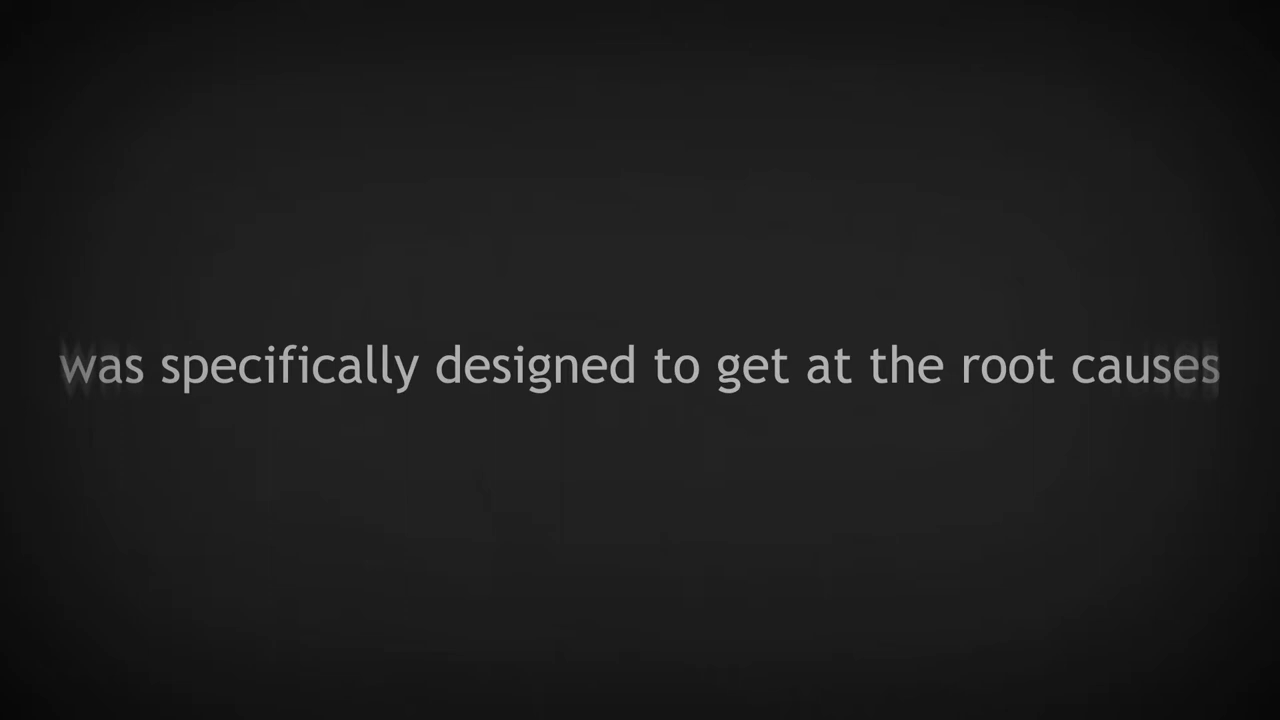 was specifically designed to get at the root causes